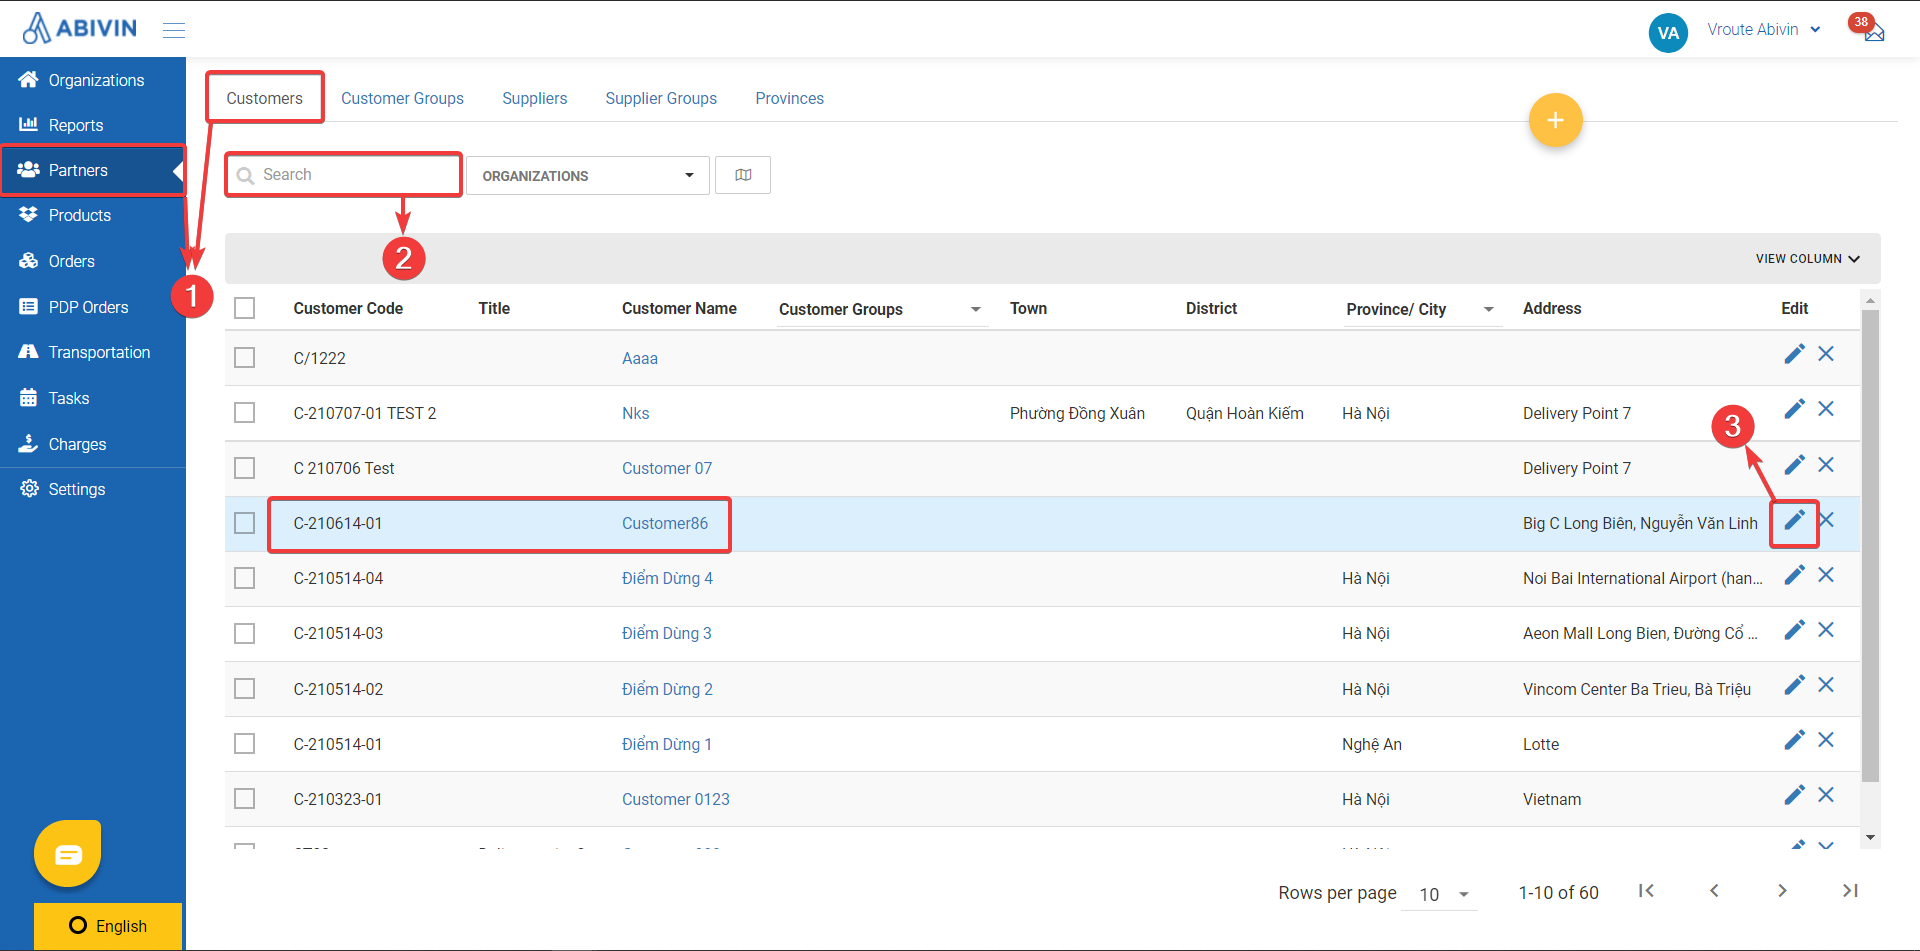 ABIVIN
VA
Vroute Abivin
38
Organizations
Reports
Partners
Products
Orders
PDP Orders
Transportation
Tasks
Charges
Settings
English
Customers Customer Groups Suppliers Supplier Groups Provinces
+
Search
ORGANIZATIONS
1
2
3
VIEW COLUMN
Customer Code Title Customer Name Customer Groups Town District Province/ City Address Edit
C/1222 Aaaa
C-210707-01 TEST 2 Nks Phường Đồng Xuân Quận Hoàn Kiếm Hà Nội Delivery Point 7
C 210706 Test Customer 07 Delivery Point 7
C-210614-01 Customer86 Big C Long Biên, Nguyễn Văn Linh
C-210514-04 Điểm Dừng 4 Hà Nội Noi Bai International Airport (han...
C-210514-03 Điểm Dùng 3 Hà Nội Aeon Mall Long Bien, Đường Cổ ...
C-210514-02 Điểm Dừng 2 Hà Nội Vincom Center Ba Trieu, Bà Triệu
C-210514-01 Điểm Dừng 1 Nghệ An Lotte
C-210323-01 Customer 0123 Hà Nội Vietnam
Rows per page 10 1-10 of 60